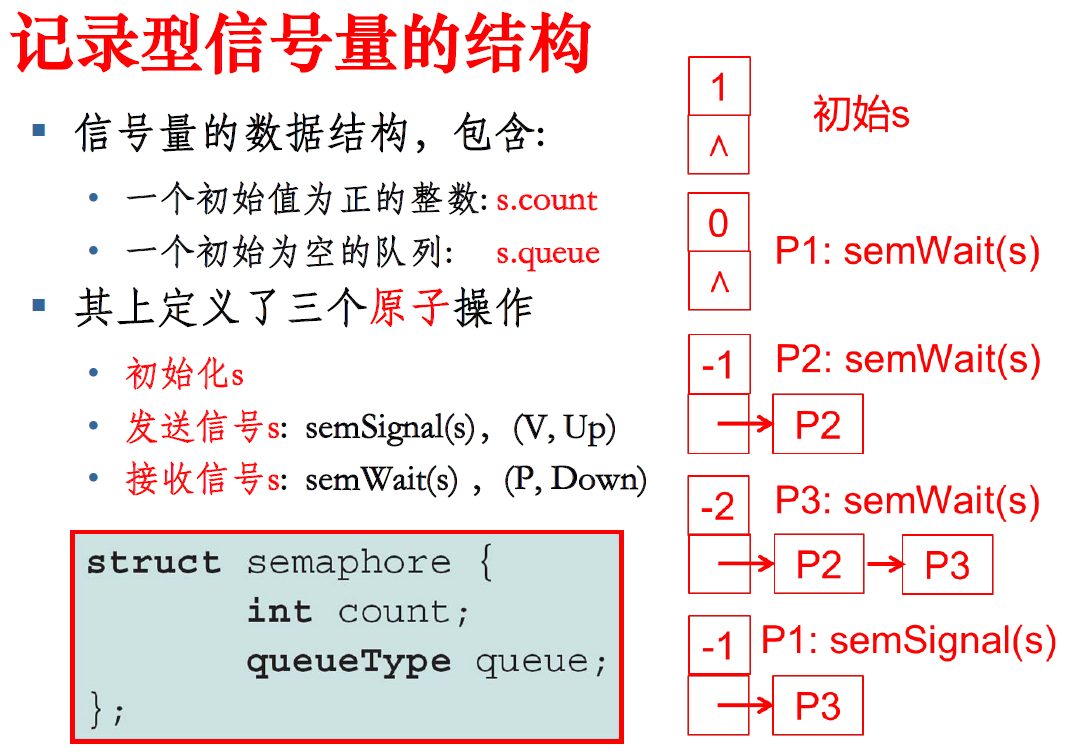 记录型信号量的结构
信号量的数据结构，包含:
一个初始值为正的整数: s.count
一个初始为空的队列: s.queue
其上定义了三个原子操作
初始化s
发送信号s: semSignal(s)，(V, Up)
接收信号s: semWait(s) ，(P, Down)
struct semaphore {
int count;
queueType queue;
};
1
初始s
^
0
P1: semWait(s)
^
-1
P2: semWait(s)
P2
-2
P3: semWait(s)
P2
P3
-1
P1: semSignal(s)
P3